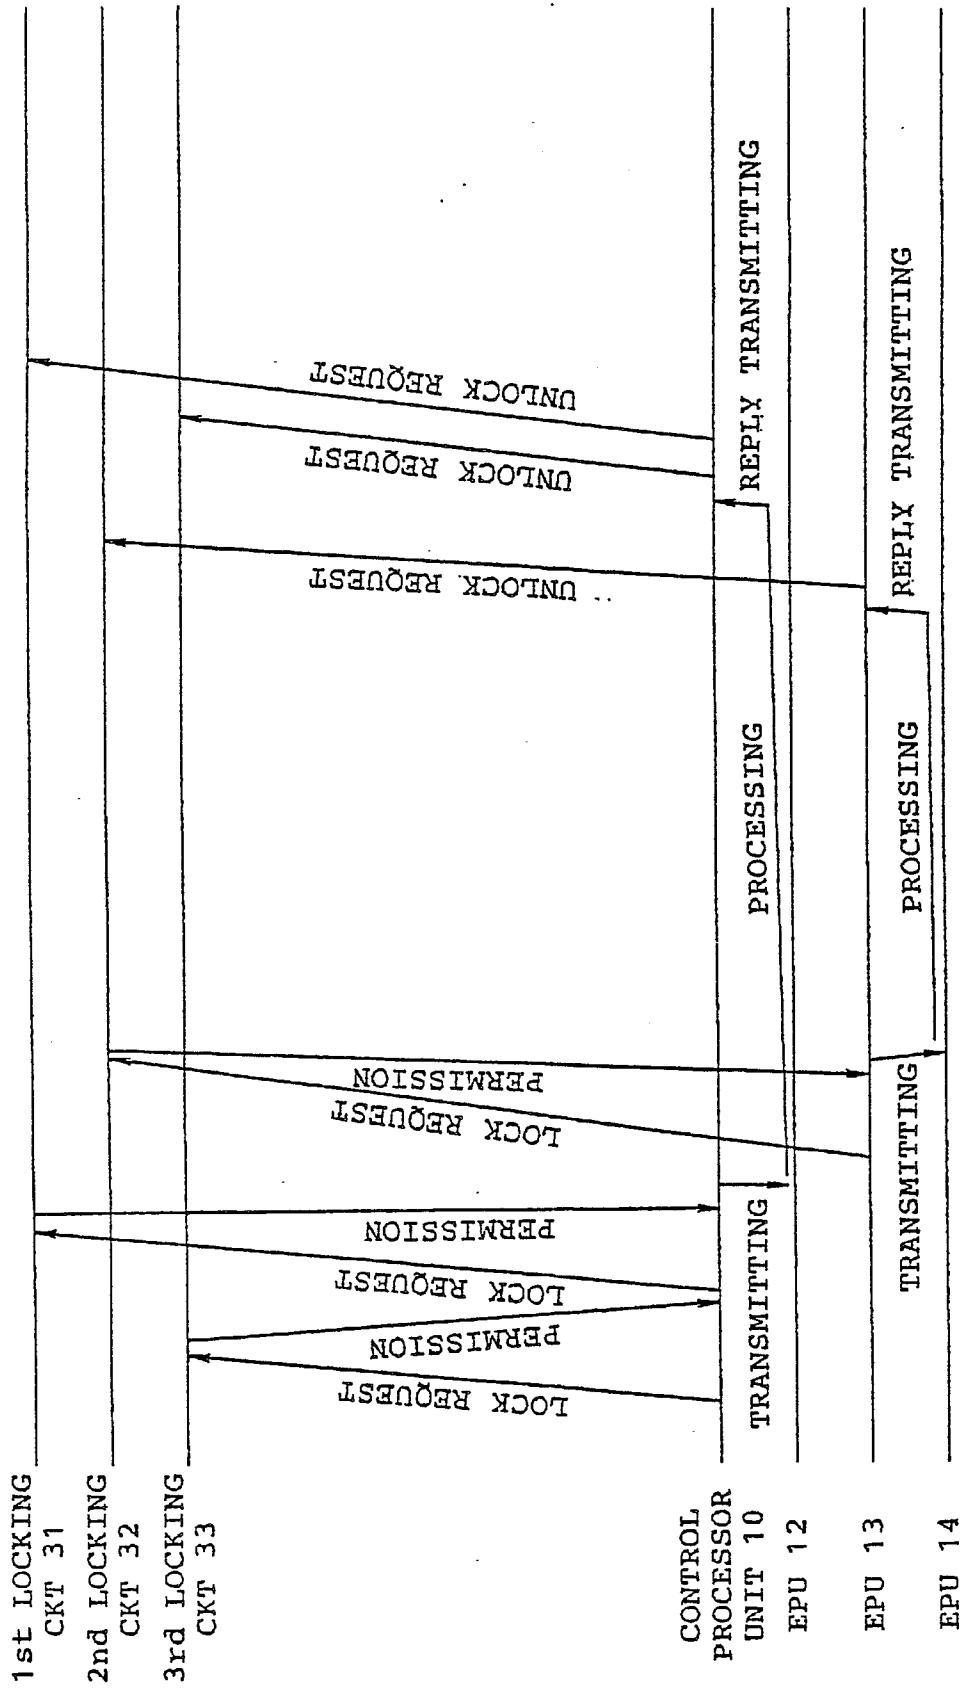 1st LOCKING
CKT 31
2nd LOCKING
CKT 32
3rd LOCKING
CKT 33
CONTROL
PROCESSOR
UNIT 10
EPU 12
EPU 13
EPU 14
LOCK REQUEST
PERMISSION
LOCK REQUEST
PERMISSION
LOCK REQUEST
PERMISSION
UNLOCK REQUEST
UNLOCK REQUEST
UNLOCK REQUEST
TRANSMITTING
PROCESSING
REPLY TRANSMITTING
TRANSMITTING
PROCESSING
REPLY TRANSMITTING